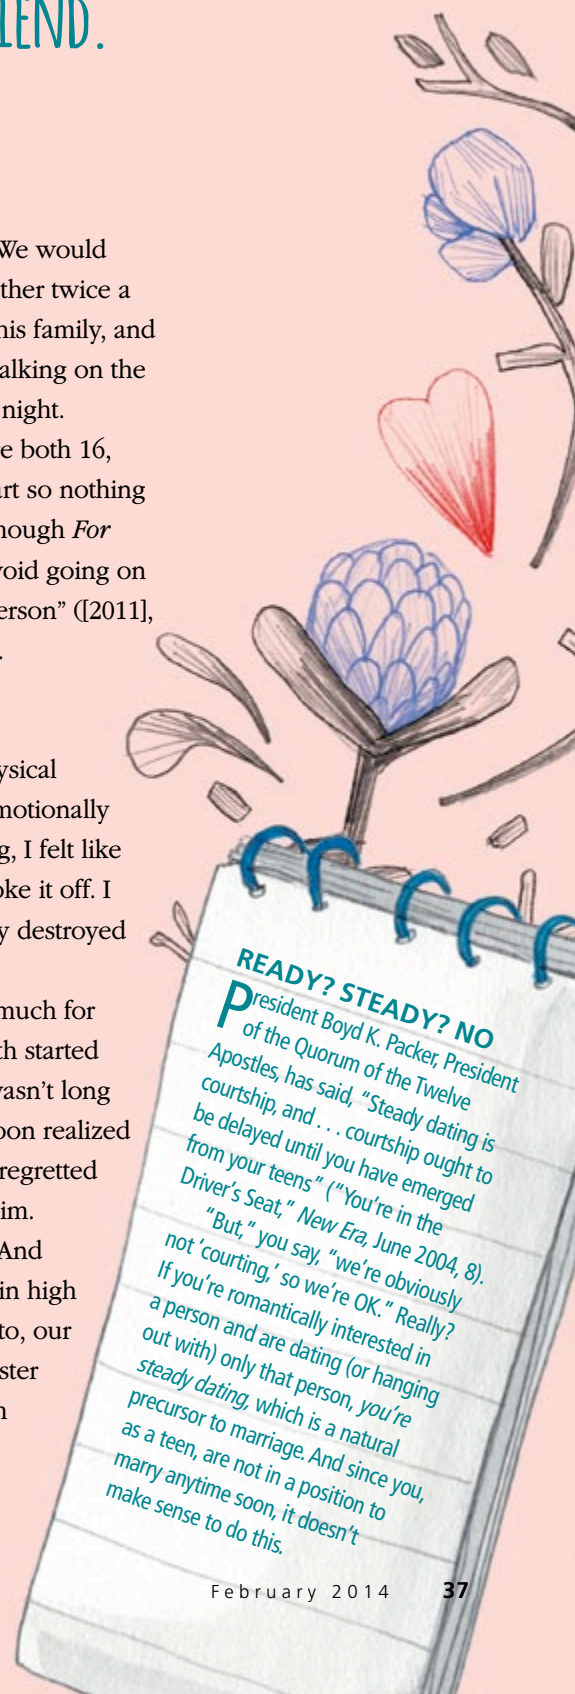 IEND.
We would
ther twice a
his family, and
alking on the
night.
e both 16,
urt so nothing
hough For
void going on
erson” ([2011],
.
ysical
motionally
g, I felt like
oke it off. I
y destroyed
much for
th started
vasn’t long
oon realized
regretted
im.
And
in high
to, our
ster
n
READY? STEADY? NO
President Boyd K. Packer, President
of the Quorum of the Twelve
Apostles, has said, “Steady dating is
courtship, and . . . courtship ought to
be delayed until you have emerged
from your teens” (“You’re in the
Driver’s Seat,” New Era, June 2004, 8).
“But,” you say, “we’re obviously
not ‘courting,’ so we’re OK.” Really?
If you’re romantically interested in
a person and are dating (or hanging
out with) only that person, you’re
steady dating, which is a natural
precursor to marriage. And since you,
as a teen, are not in a position to
marry anytime soon, it doesn’t
make sense to do this.
February 2014 37